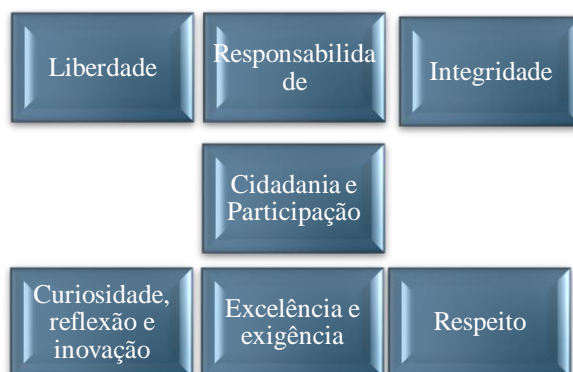 Liberdade
Responsabilida
de
Integridade
Cidadania e
Participação
Curiosidade,
reflexão e
inovação
Excelência e
exigência
Respeito